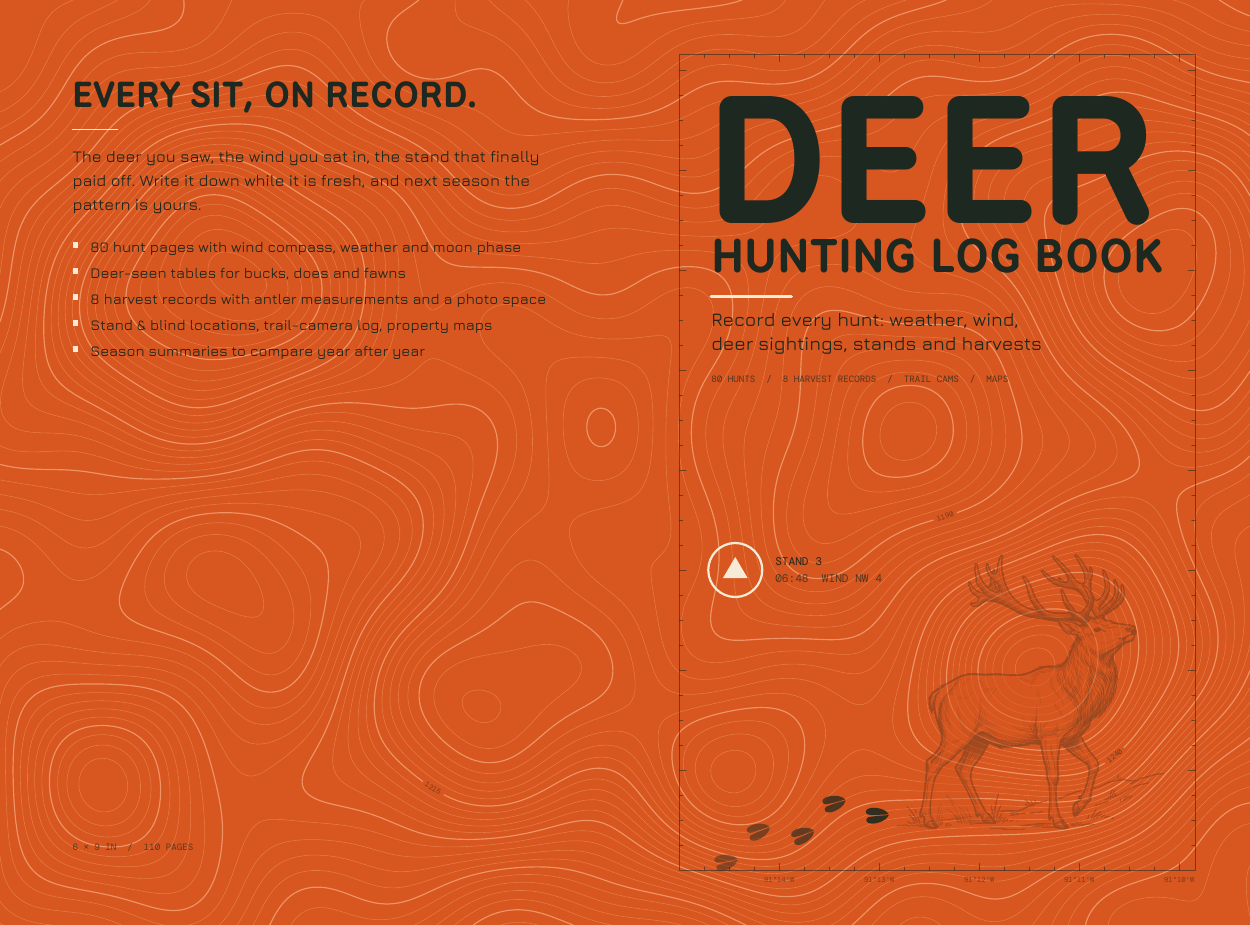 EVERY SIT, ON RECORD.
The deer you saw, the wind you sat in, the stand that finally
paid off. Write it down while it is fresh, and next season the
pattern is yours.
80 hunt pages with wind compass, weather and moon phase
Deer-seen tables for bucks, does and fawns
8 harvest records with antler measurements and a photo space
Stand & blind locations, trail-camera log, property maps
Season summaries to compare year after year
1210
6 × 9 IN / 110 PAGES
DEER
HUNTING LOG BOOK
Record every hunt: weather, wind,
deer sightings, stands and harvests
80 HUNTS / 8 HARVEST RECORDS / TRAIL CAMS / MAPS
1190
STAND 3
06:48 WIND NW 4
1240